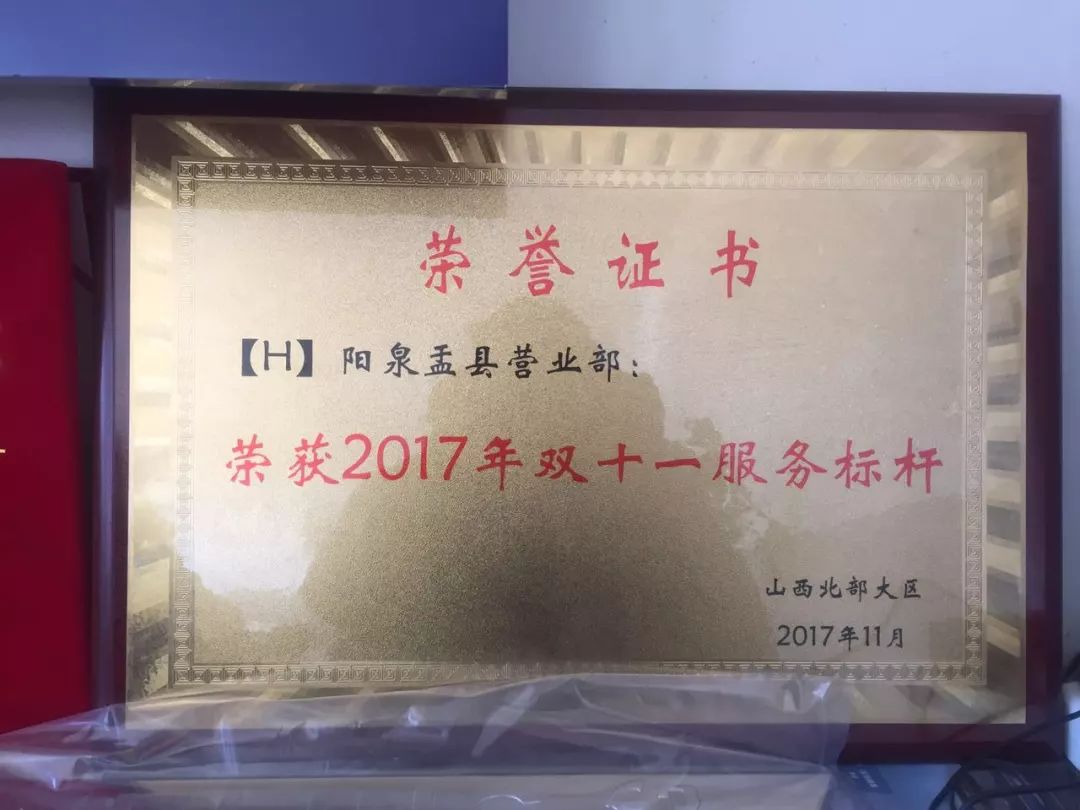 荣誉证书
【H】阳泉盂县营业部：
荣获2017年双十一服务标杆
山西北部大区
2017年11月